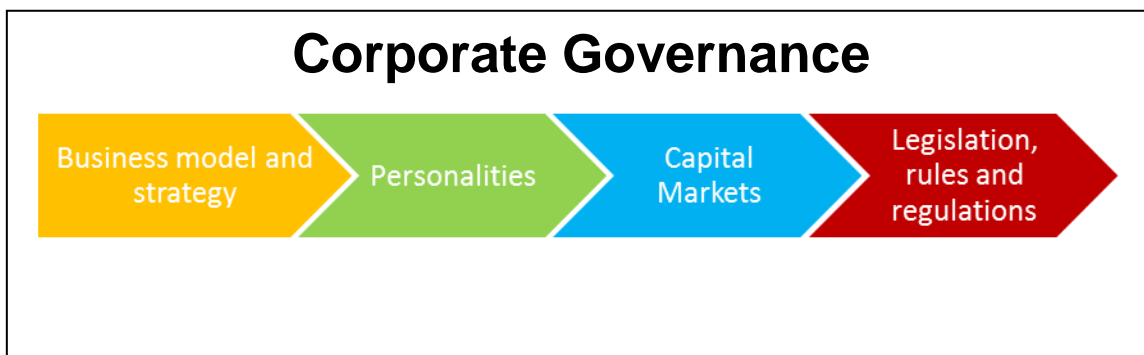 Corporate Governance
Business model and
strategy
Personalities
Capital
Markets
Legislation,
rules and
regulations